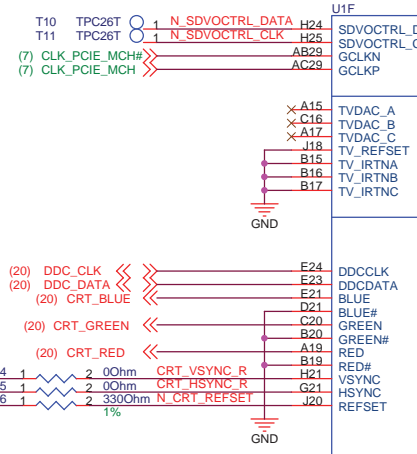 U1F
T10 TPC26T 1 N_SDVOCTRL_DATA H24 SDVOCTRL_D
T11 TPC26T 1 N_SDVOCTRL_CLK H25 SDVOCTRL_C
(7) CLK_PCIE_MCH# AB29 GCLKN
(7) CLK_PCIE_MCH AC29 GCLKP
A15 TVDAC_A
C16 TVDAC_B
A17 TVDAC_C
J18 TV_REFSET
B15 TV_IRTNA
B16 TV_IRTNB
B17 TV_IRTNC
GND
(20) DDC_CLK E24 DDCCLK
(20) DDC_DATA E23 DDCDATA
(20) CRT_BLUE E21 BLUE
D21 BLUE#
(20) CRT_GREEN C20 GREEN
B20 GREEN#
(20) CRT_RED A19 RED
B19 RED#
4 1 2 0Ohm CRT_VSYNC_R H21 VSYNC
5 1 2 0Ohm CRT_HSYNC_R G21 HSYNC
6 1 2 330Ohm N_CRT_REFSET J20 REFSET
1%
GND